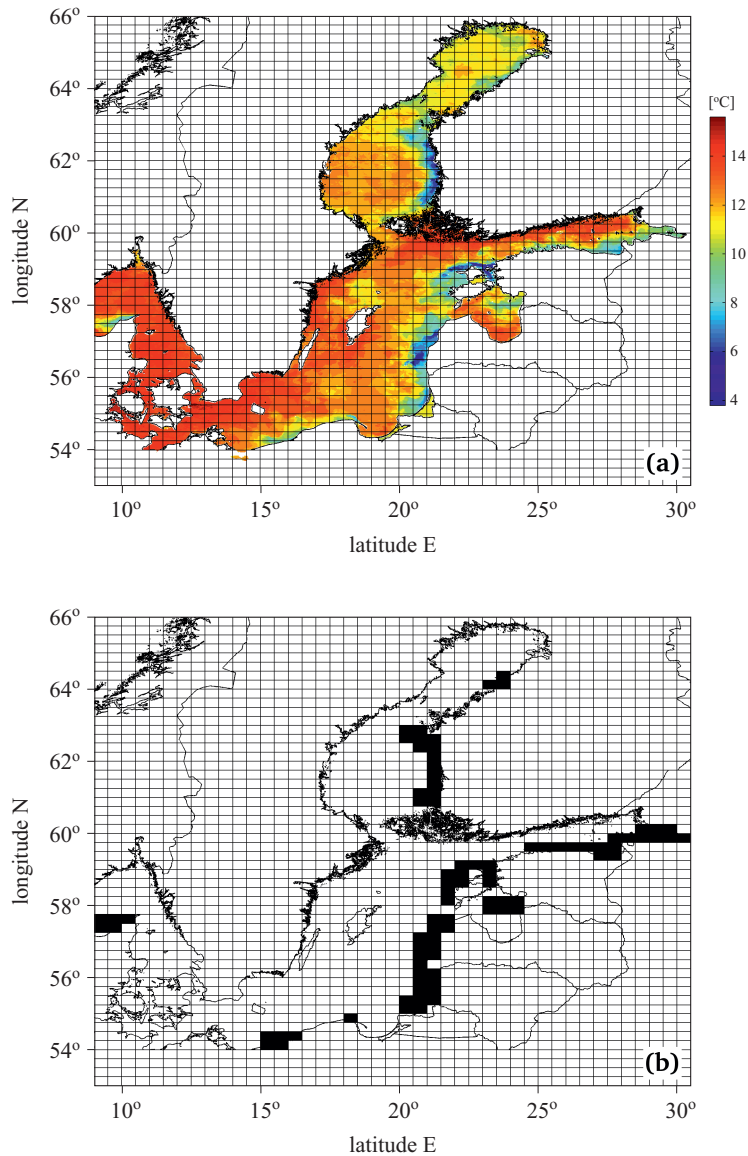 66º
64º
62º
60º
58º
56º
54º
longitude N
[ºC]
14
12
10
8
6
4
(a)
10º 15º 20º 25º 30º
latitude E
66º
64º
62º
60º
58º
56º
54º
longitude N
(b)
10º 15º 20º 25º 30º
latitude E